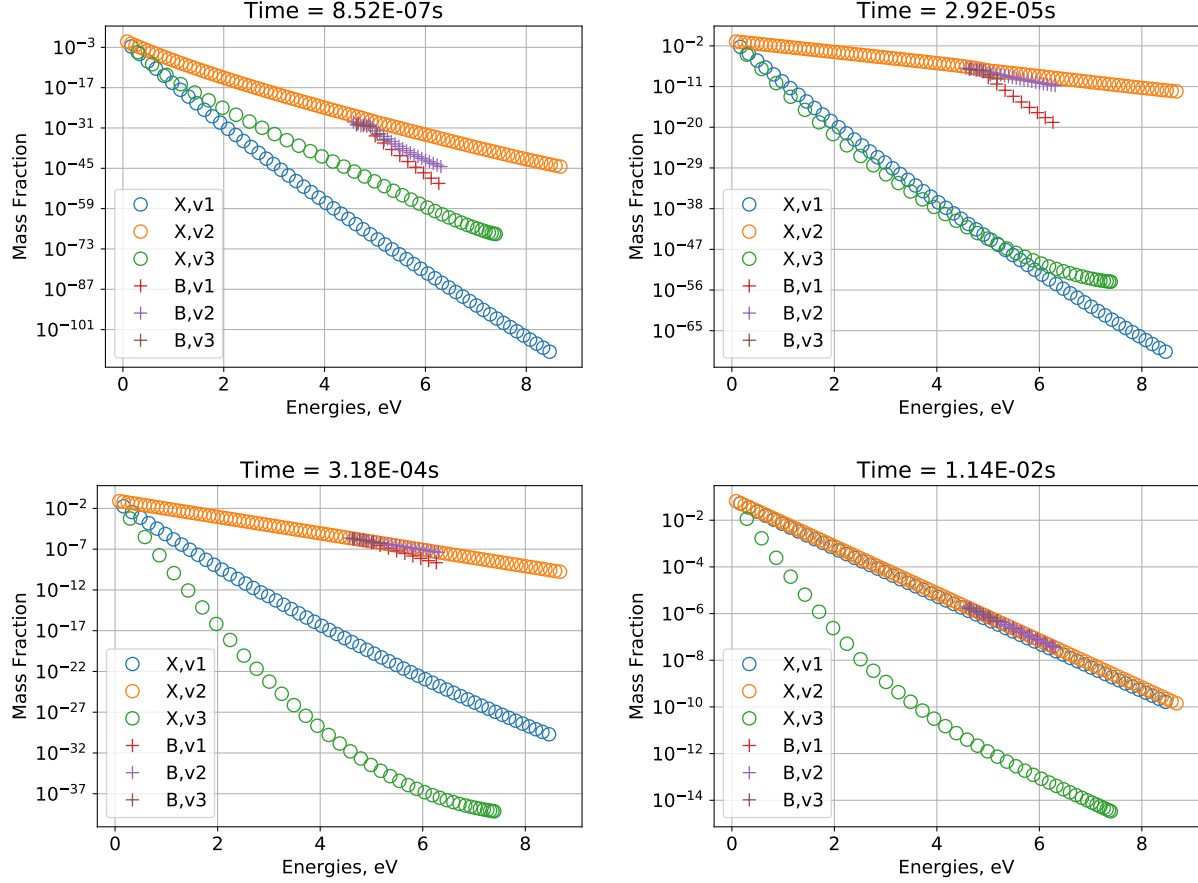 Time = 8.52E-07s
Mass Fraction
10^-3
10^-17
10^-31
10^-45
10^-59
10^-73
10^-87
10^-101
X,v1
X,v2
X,v3
B,v1
B,v2
B,v3
0 2 4 6 8
Energies, eV
Time = 2.92E-05s
Mass Fraction
10^-2
10^-11
10^-20
10^-29
10^-38
10^-47
10^-56
10^-65
X,v1
X,v2
X,v3
B,v1
B,v2
B,v3
0 2 4 6 8
Energies, eV
Time = 3.18E-04s
Mass Fraction
10^-2
10^-7
10^-12
10^-17
10^-22
10^-27
10^-32
10^-37
X,v1
X,v2
X,v3
B,v1
B,v2
B,v3
0 2 4 6 8
Energies, eV
Time = 1.14E-02s
Mass Fraction
10^-2
10^-4
10^-6
10^-8
10^-10
10^-12
10^-14
X,v1
X,v2
X,v3
B,v1
B,v2
B,v3
0 2 4 6 8
Energies, eV